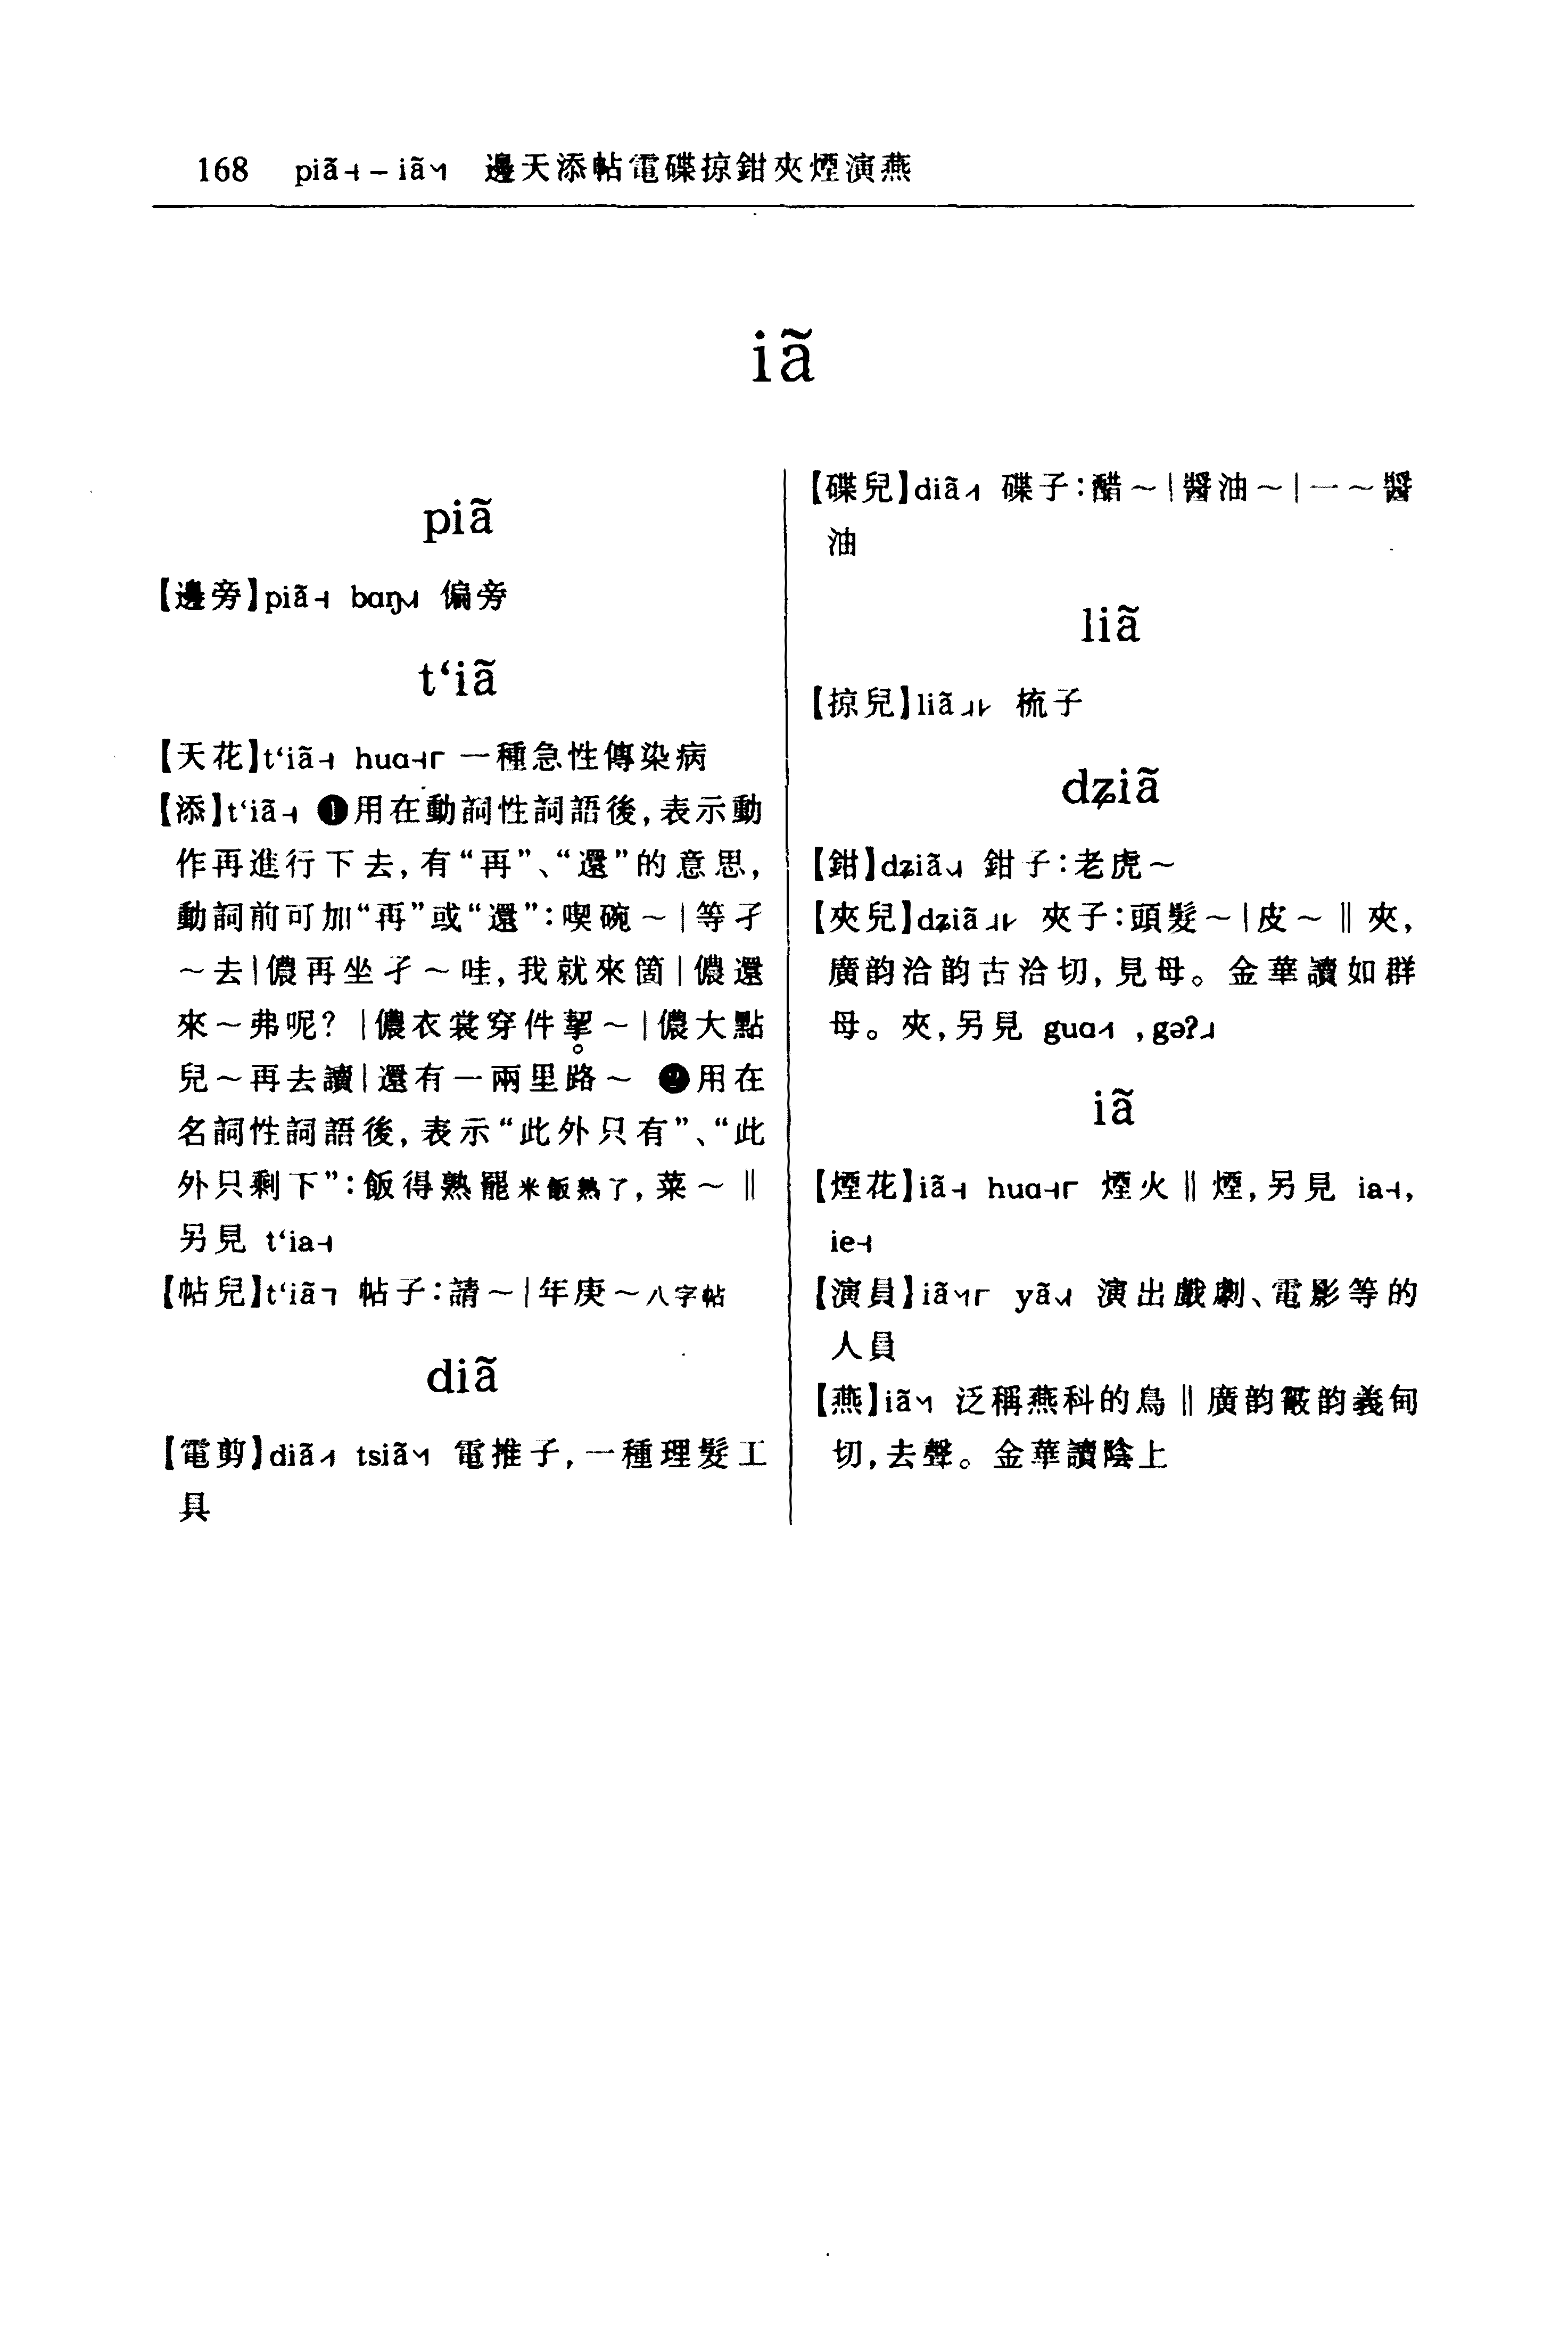 168 piã˧ – iã˥˧˥ 邊天添帖電碟掠鉗夾煙演燕
iã
piã
【邊旁】piã˧ bɑŋ 偏旁
t‘iã
【天花】t‘iã˧ huɑ˧ 一種急性傳染病
【添】t‘iã˧ ❶用在動詞性詞語後,表示動
作再進行下去,有“再”、“還”的意思,
動詞前可加“再”或“還”:喫碗～|等孑
～去|儂再坐孑～哇,我就來箇|儂還
來～弗呢? |儂衣裳穿件挈～|儂大點
兒～再去讀|還有一兩里路～ ❷用在
名詞性詞語後,表示“此外只有”、“此
外只剩下”:飯得熟罷米飯熟了,菜～ ‖
另見 t‘ia˧
【帖兒】t‘iã˥ 帖子:請～|年庚～八字帖
diã
【電剪】diã tsiã 電推子,一種理髮工
具
【碟兒】diã 碟子:醋～|醬油～|一～醬
油
liã
【掠兒】liã 梳子
dʑiã
【鉗】dʑiã 鉗子:老虎～
【夾兒】dʑiã 夾子:頭髮～|皮～ ‖ 夾,
廣韵洽韵古洽切,見母。金華讀如群
母。夾,另見 guɑ ,gəʔ
iã
【煙花】iã˧ huɑ˧ 煙火 ‖ 煙,另見 ia˧,
ie˧
【演員】iã yã 演出戲劇、電影等的
人員
【燕】iã 泛稱燕科的鳥 ‖ 廣韵霰韵義甸
切,去聲。金華讀陰上